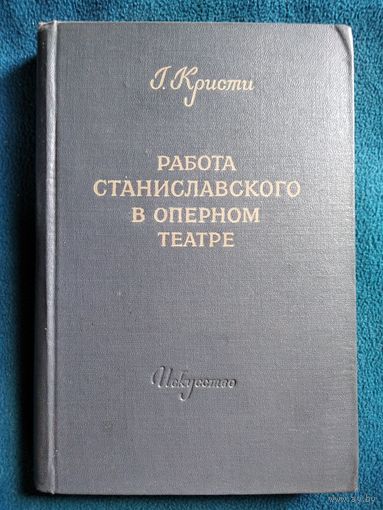 Г. Кристи
РАБОТА
СТАНИСЛАВСКОГО
В ОПЕРНОМ
ТЕАТРЕ
Искусство